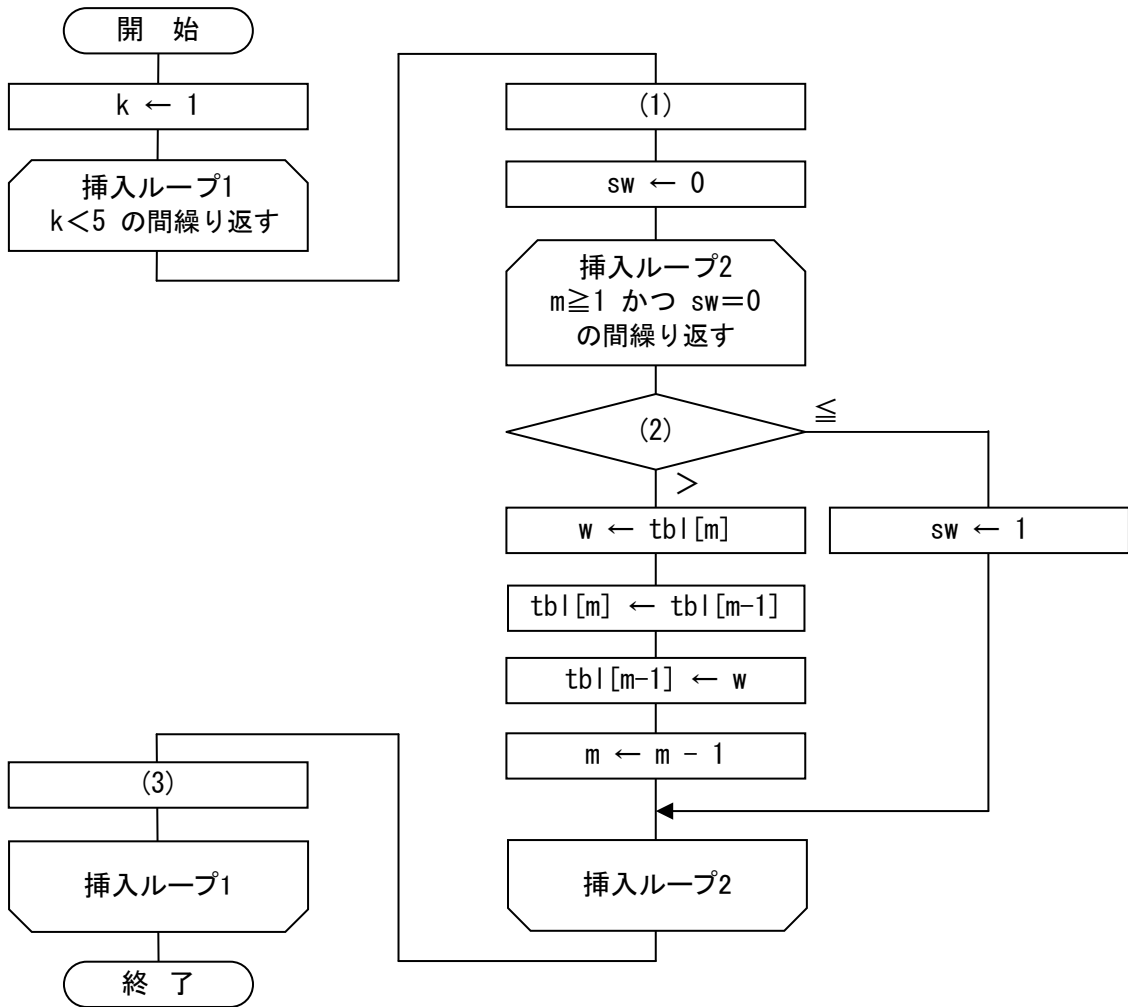 開 始
k ← 1
挿入ループ1
k＜5 の間繰り返す
(1)
sw ← 0
挿入ループ2
m≧1 かつ sw＝0
の間繰り返す
(2)
≦
＞
w ← tbl[m]
sw ← 1
tbl[m] ← tbl[m-1]
tbl[m-1] ← w
m ← m - 1
挿入ループ2
(3)
挿入ループ1
終 了